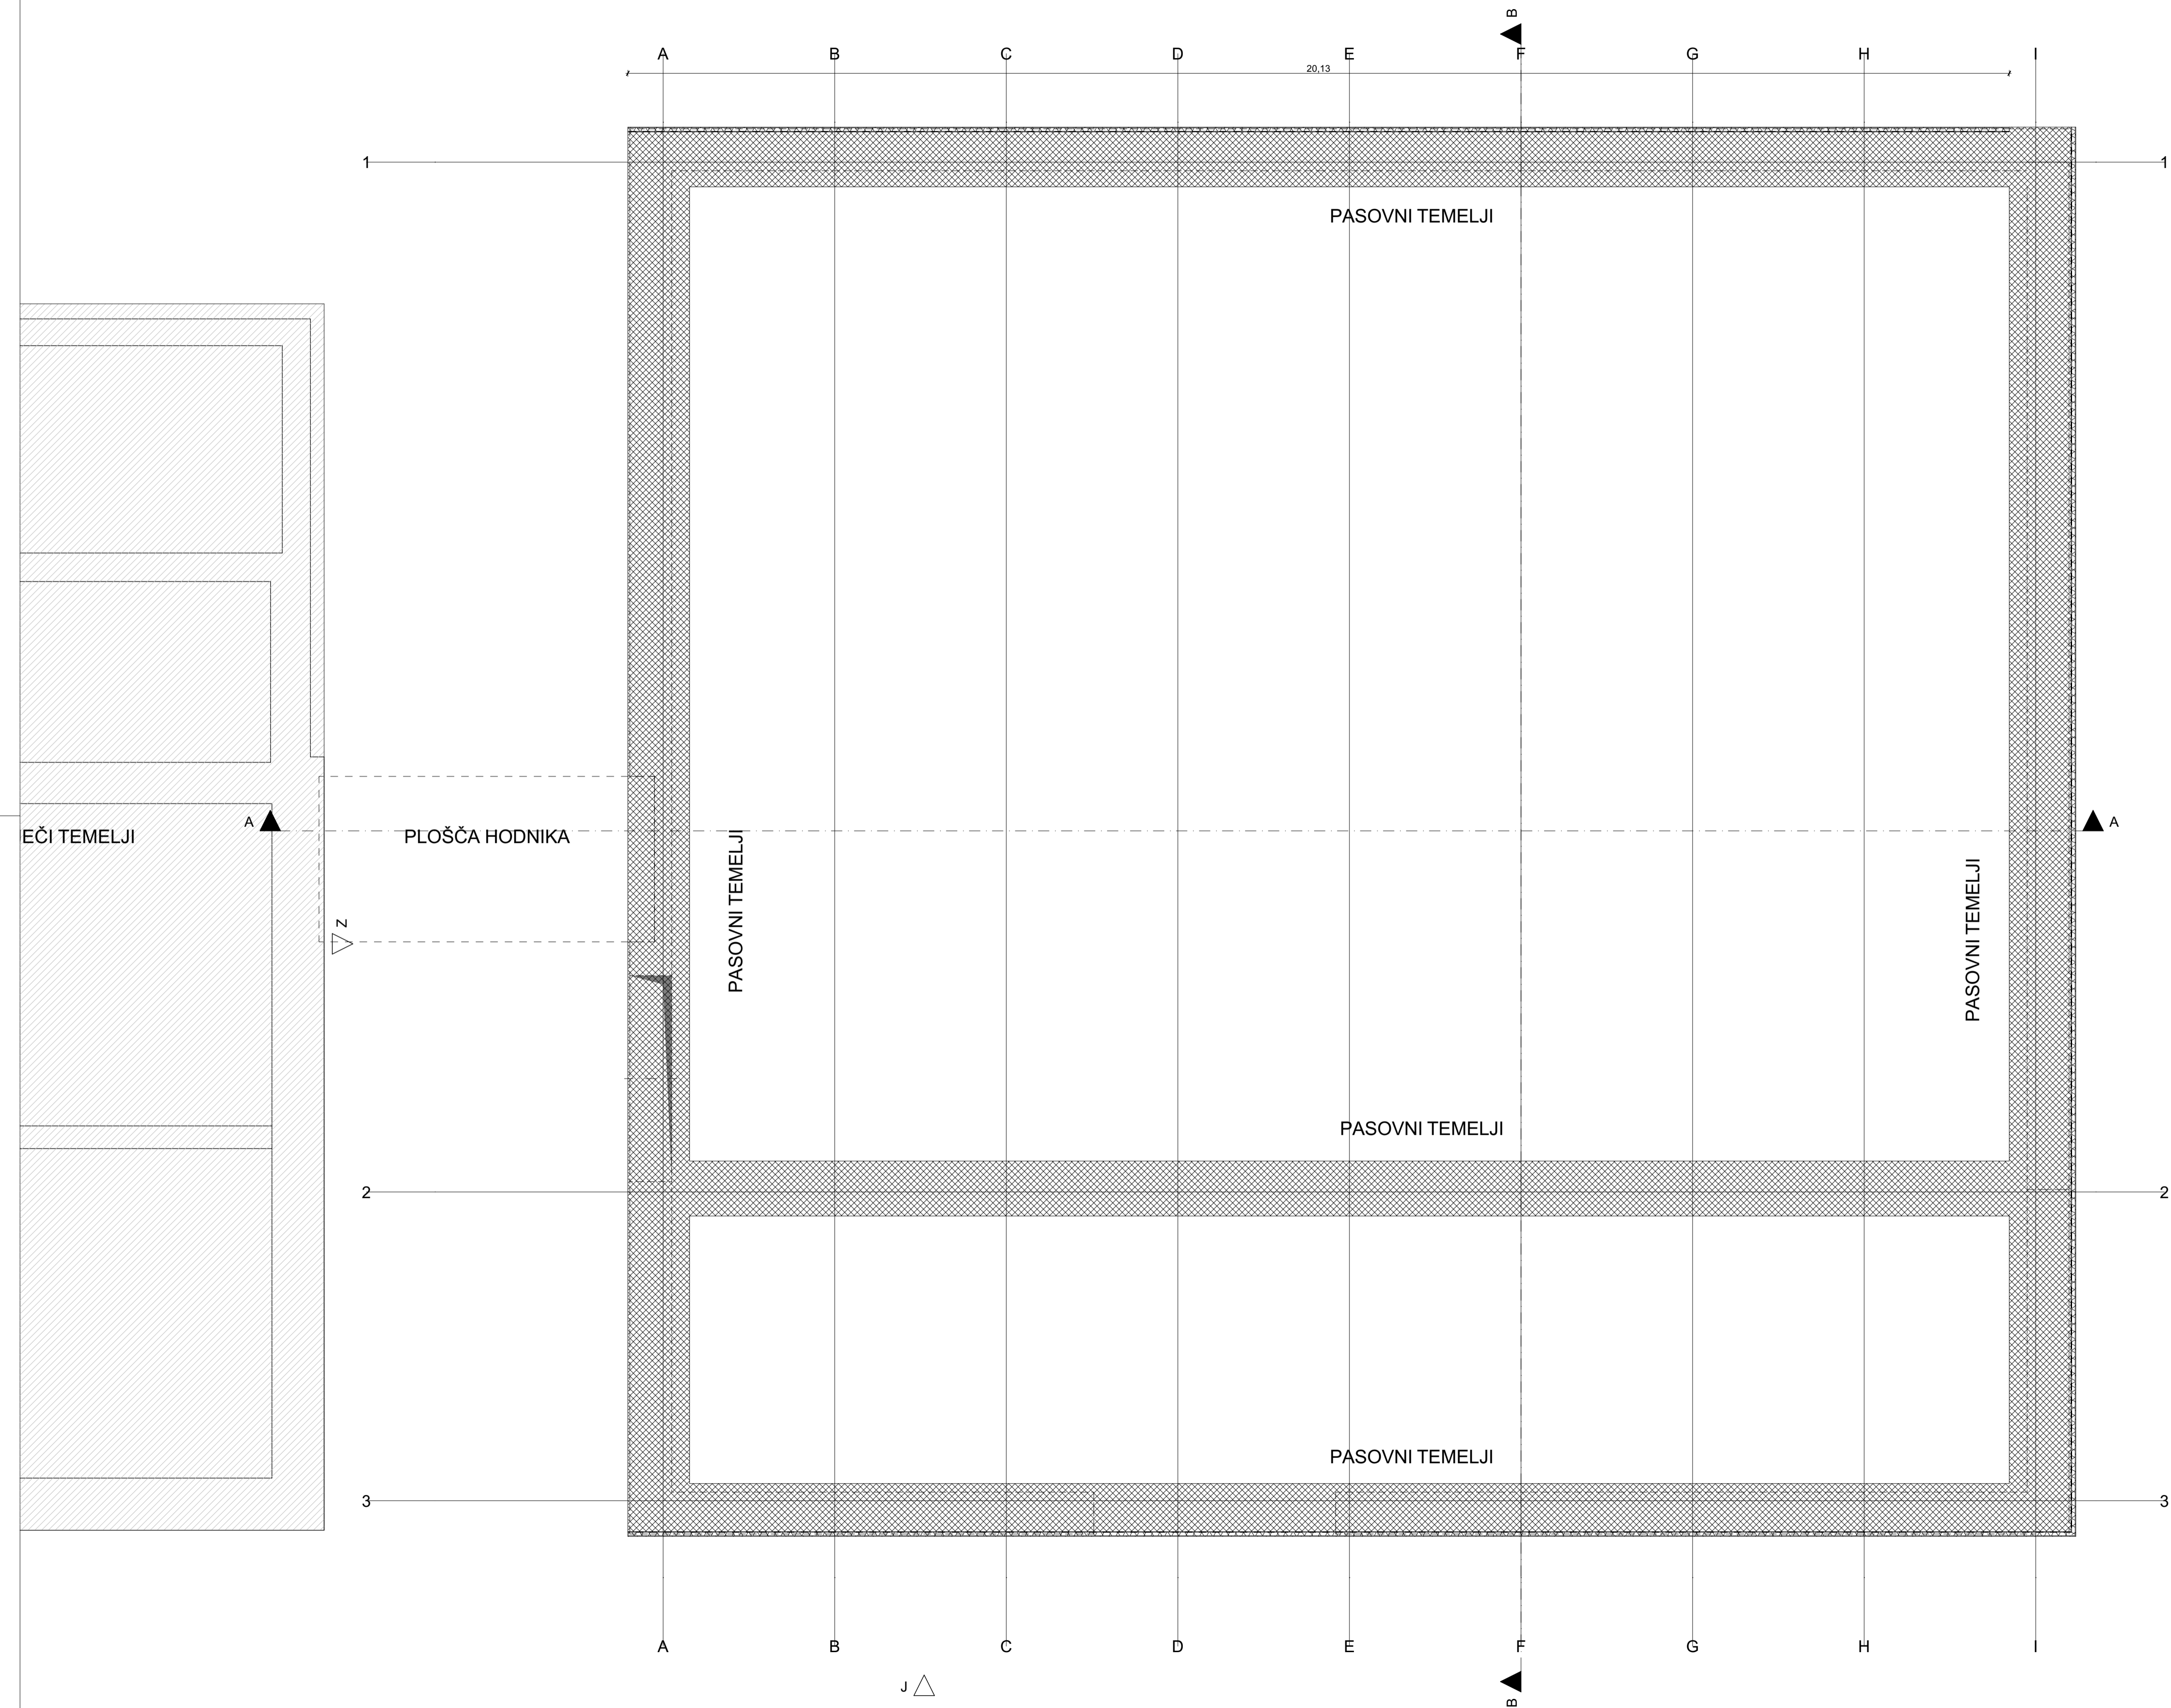 B
A B C D E F G H I
20,13
1 1
PASOVNI TEMELJI
A A
EČI TEMELJI
PLOŠČA HODNIKA
PASOVNI TEMELJI
PASOVNI TEMELJI
Z
PASOVNI TEMELJI
2 2
PASOVNI TEMELJI
3 3
A B C D E F G H I
J
B